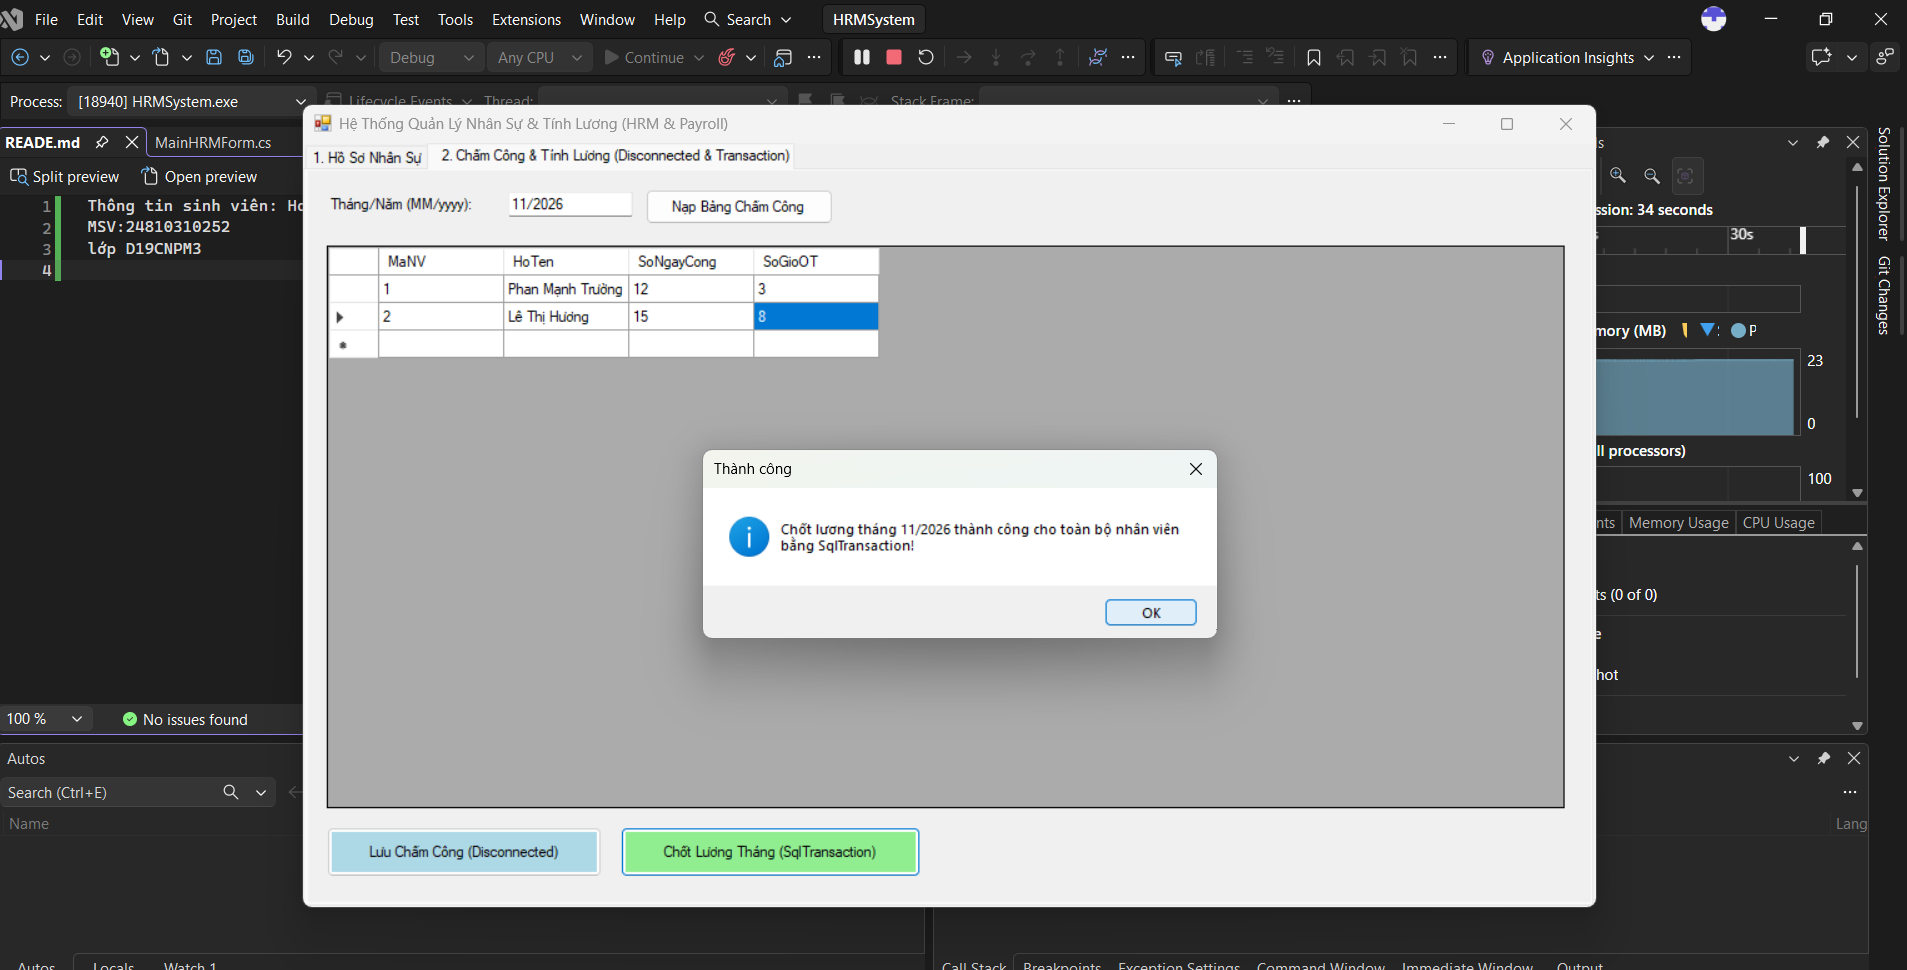 File Edit View Git Project Build Debug Test Tools Extensions Window Help Search HRMSystem
Debug Any CPU Continue Application Insights
Process: [18940] HRMSystem.exe Lifecycle Events Thread: Stack Frame:
READE.md MainHRMForm.cs
Split preview Open preview
1 Thông tin sinh viên:
2 MSV:24810310252
3 lớp D19CNPM3
4
100 % No issues found
Autos
Search (Ctrl+E)
Name
Autos Locals Watch 1
Hệ Thống Quản Lý Nhân Sự & Tính Lương (HRM & Payroll)
1. Hồ Sơ Nhân Sự 2. Chấm Công & Tính Lương (Disconnected & Transaction)
Tháng/Năm (MM/yyyy): 11/2026 Nạp Bảng Chấm Công
MaNV HoTen SoNgayCong SoGioOT
1 Phan Mạnh Trường 12 3
2 Lê Thị Hương 15 8
Thành công
Chốt lương tháng 11/2026 thành công cho toàn bộ nhân viên
bằng SqlTransaction!
OK
Lưu Chấm Công (Disconnected) Chốt Lương Tháng (SqlTransaction)
ssion: 34 seconds
30s
mory (MB) P
23
0
ll processors)
100
nts Memory Usage CPU Usage
ts (0 of 0)
hot
Lang
Call Stack Breakpoints Exception Settings Command Window Immediate Window Output
Solution Explorer
Git Changes